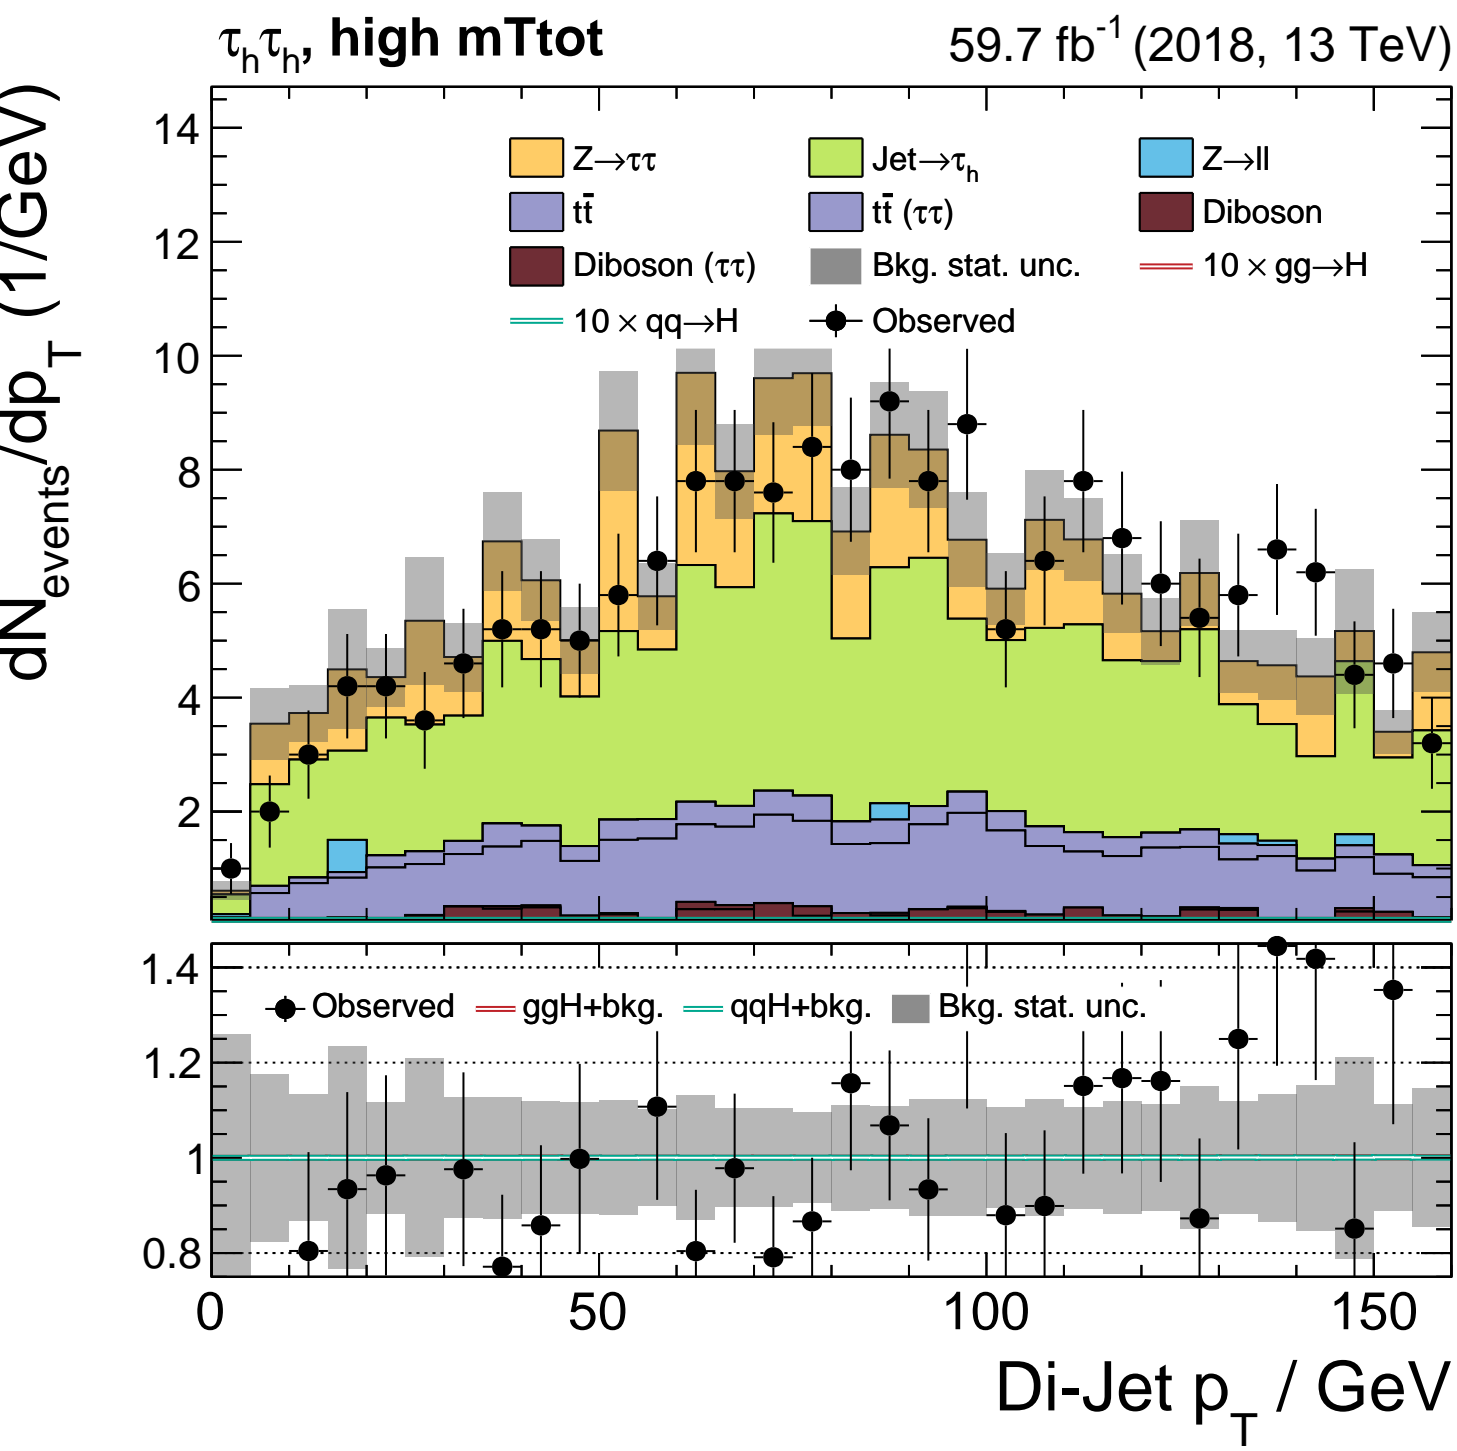 τhτh, high mTtot 59.7 fb⁻¹ (2018, 13 TeV)
dNevents/dpT (1/GeV)
14
12
10
8
6
4
2
Z→ττ Jet→τh Z→ll
tt̄ tt̄ (ττ) Diboson
Diboson (ττ) Bkg. stat. unc. 10 × gg→H
10 × qq→H Observed
1.4
1.2
1
0.8
Observed ggH+bkg. qqH+bkg. Bkg. stat. unc.
0 50 100 150
Di-Jet pT / GeV